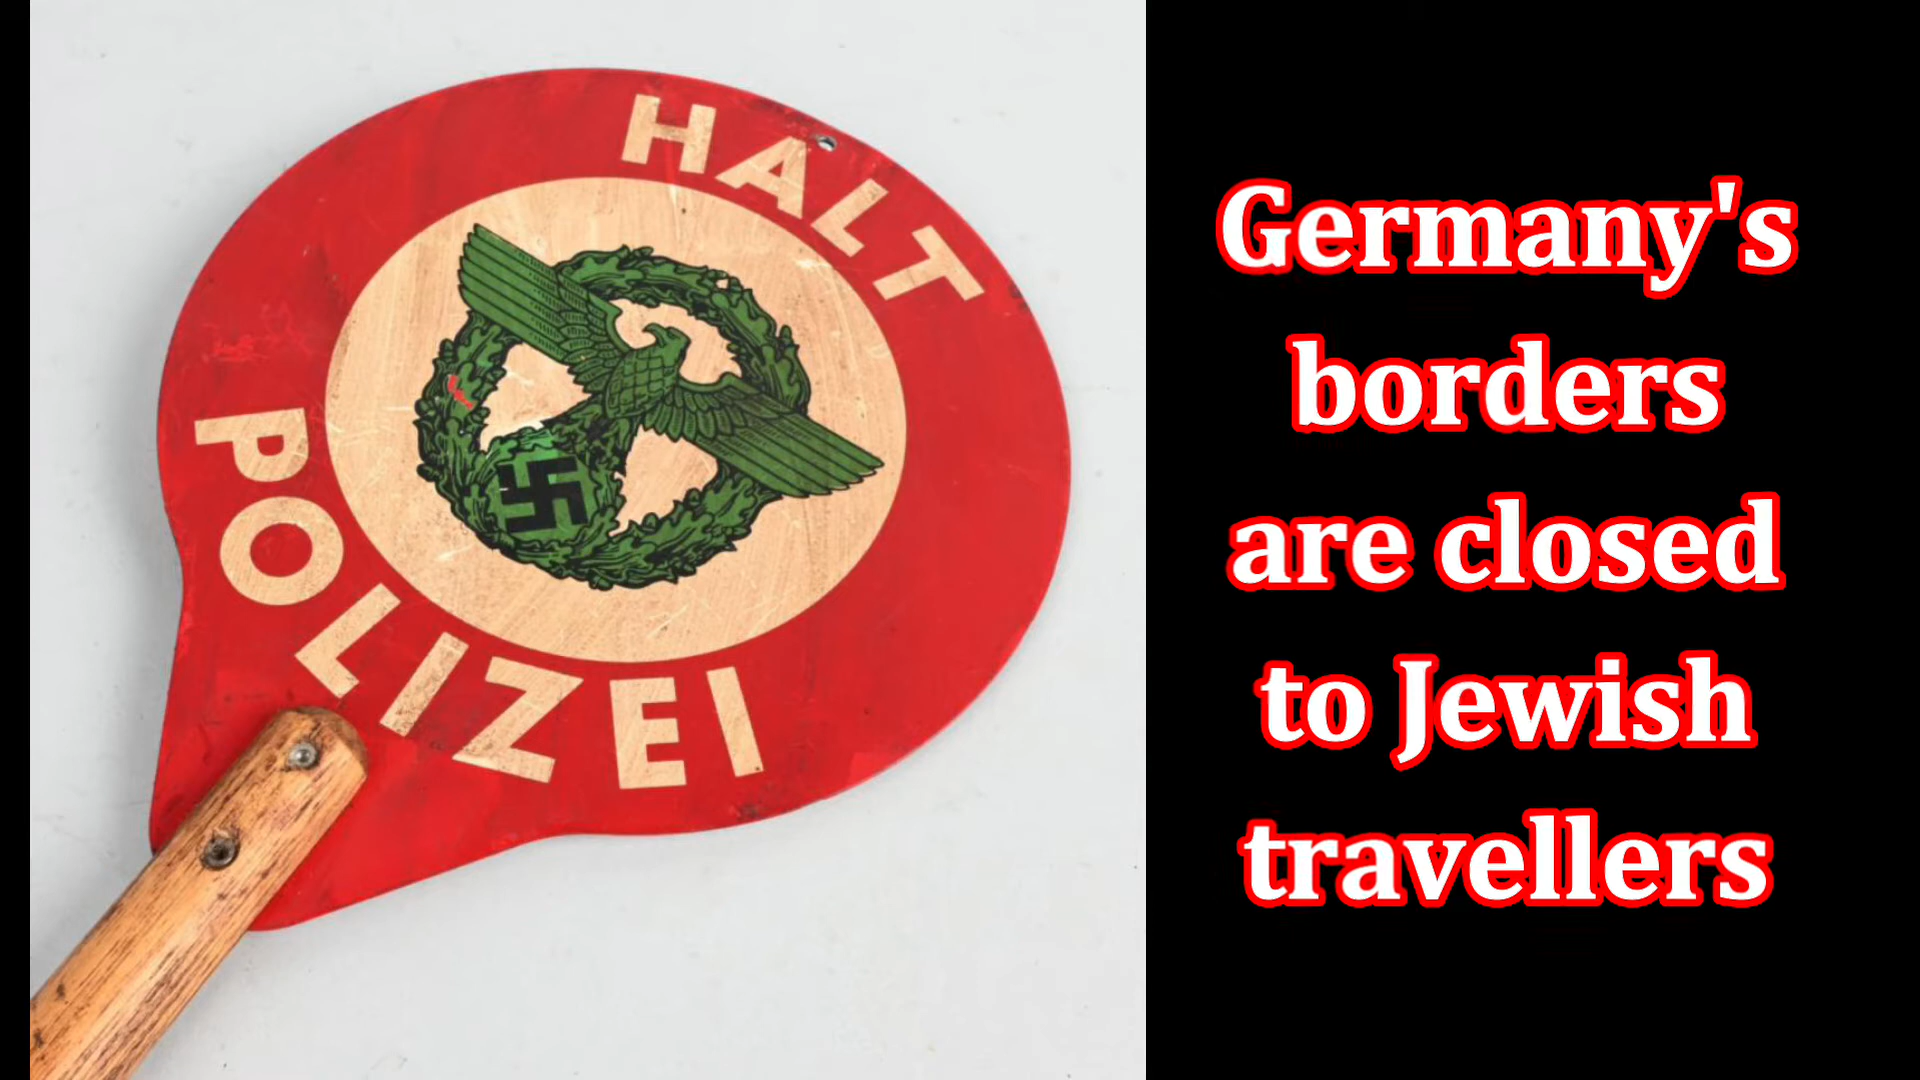 HALT
POLIZEI
Germany's
borders
are closed
to Jewish
travellers